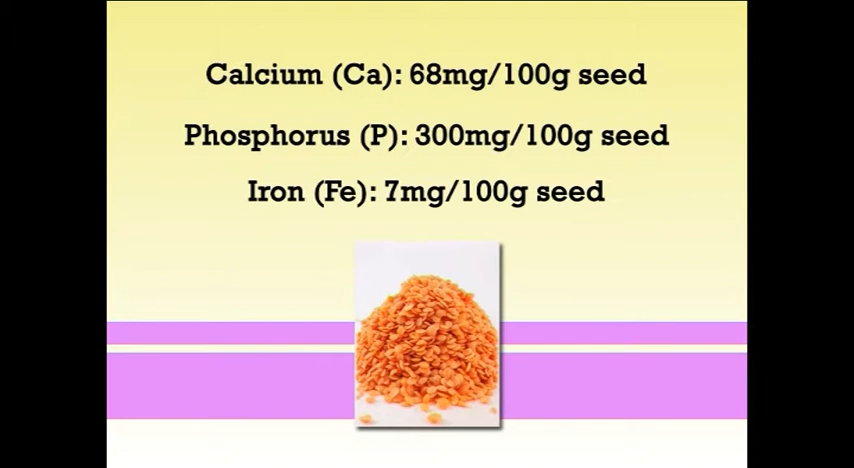 Calcium (Ca): 68mg/100g seed
Phosphorus (P): 300mg/100g seed
Iron (Fe): 7mg/100g seed